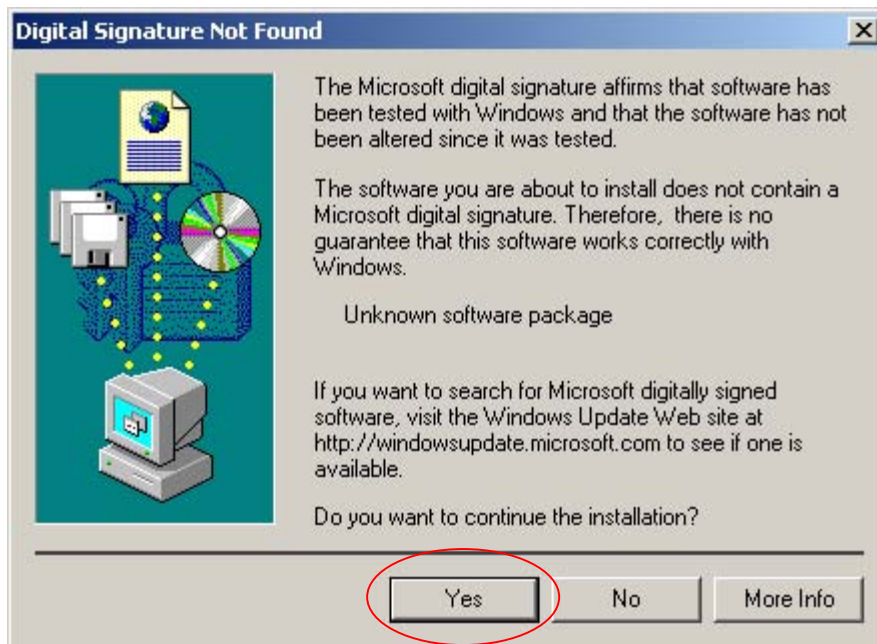 Digital Signature Not Found
The Microsoft digital signature affirms that software has
been tested with Windows and that the software has not
been altered since it was tested.
The software you are about to install does not contain a
Microsoft digital signature. Therefore,  there is no
guarantee that this software works correctly with
Windows.
Unknown software package
If you want to search for Microsoft digitally signed
software, visit the Windows Update Web site at
http://windowsupdate.microsoft.com to see if one is
available.
Do you want to continue the installation?
Yes No More Info